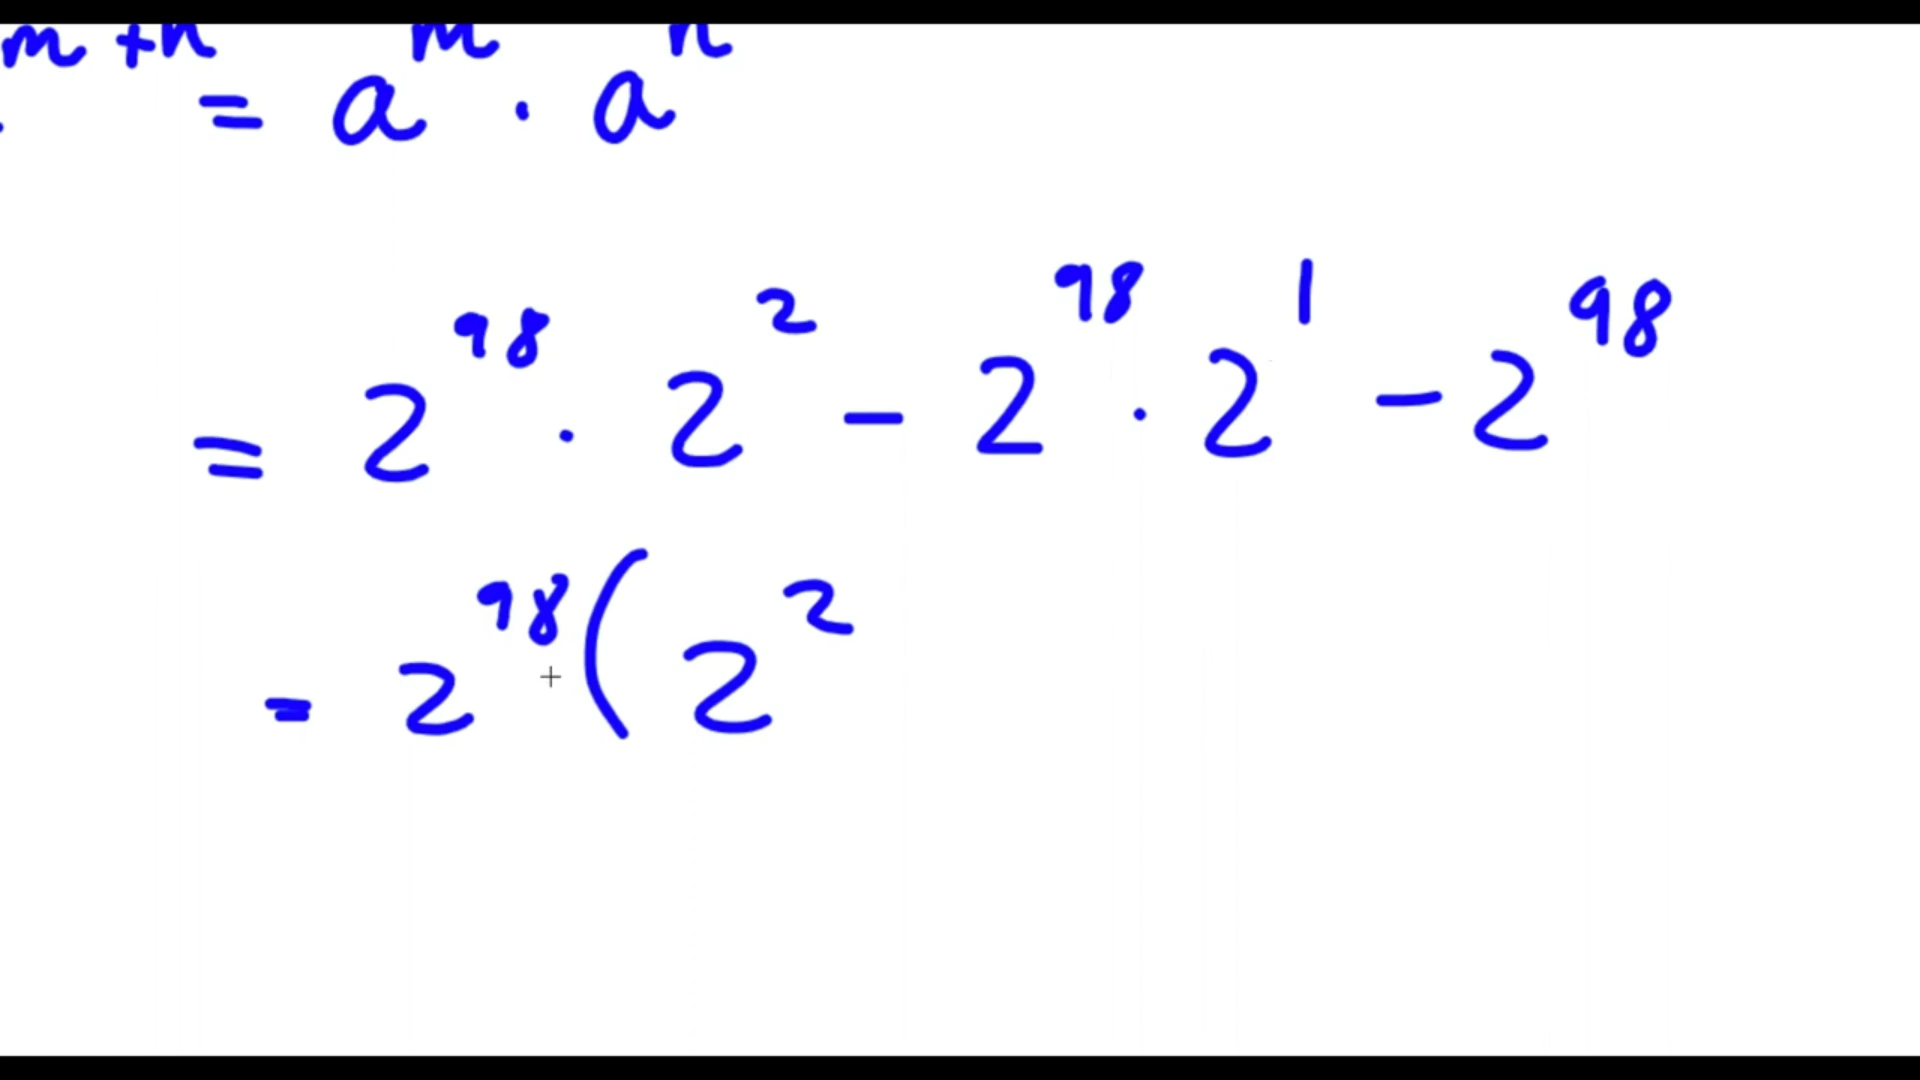 m+n = a^m · a^n
= 2^98 · 2^2 - 2^98 · 2^1 - 2^98
= 2^98 ( 2^2